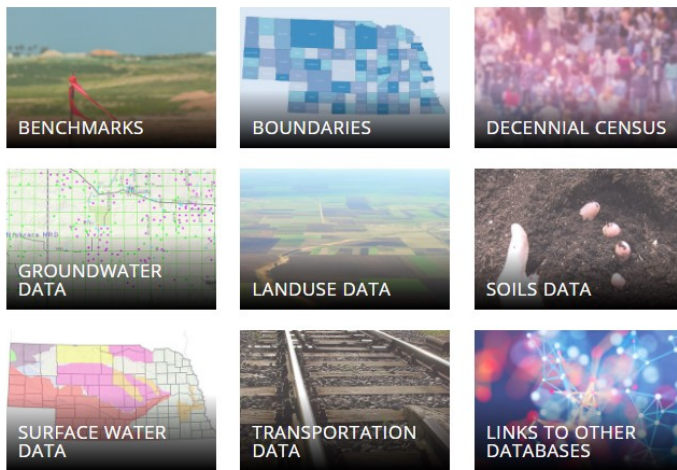 BENCHMARKS
BOUNDARIES
DECENNIAL CENSUS
GROUNDWATER
DATA
LANDUSE DATA
SOILS DATA
SURFACE WATER
DATA
TRANSPORTATION
DATA
LINKS TO OTHER
DATABASES